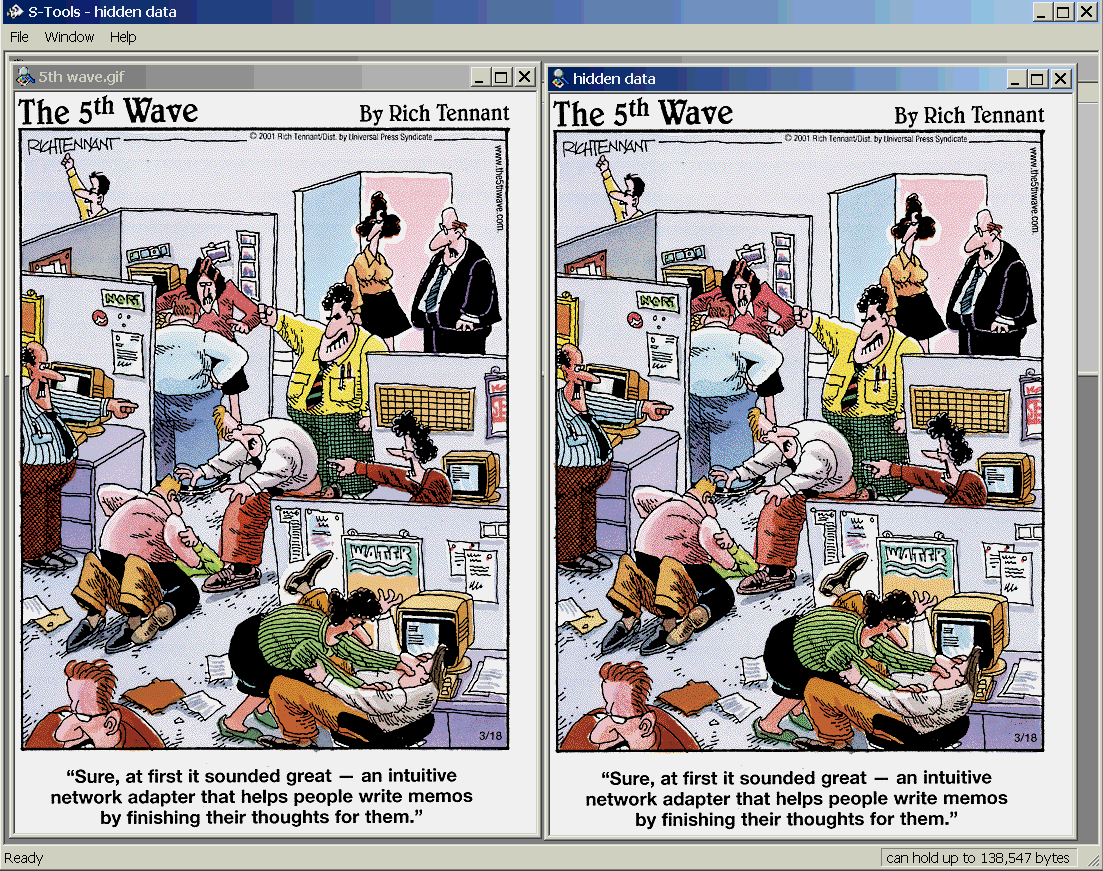 S-Tools - hidden data
File Window Help
5th wave.gif
The 5th Wave By Rich Tennant
RICHTENNANT
© 2001 Rich Tennant/Dist. by Universal Press Syndicate
www.the5thwave.com
WATER
3/18
“Sure, at first it sounded great — an intuitive
network adapter that helps people write memos
by finishing their thoughts for them.”
hidden data
The 5th Wave By Rich Tennant
RICHTENNANT
© 2001 Rich Tennant/Dist. by Universal Press Syndicate
www.the5thwave.com
WATER
3/18
“Sure, at first it sounded great — an intuitive
network adapter that helps people write memos
by finishing their thoughts for them.”
Ready can hold up to 138,547 bytes